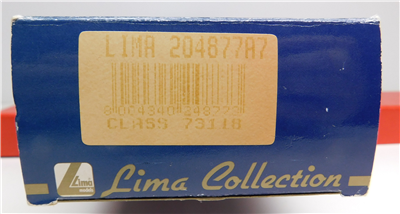 LIMA 204877A7
CLASS 73118
Lima
Lima Collection